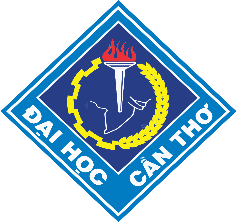 ĐẠI HỌC
CẦN THƠ